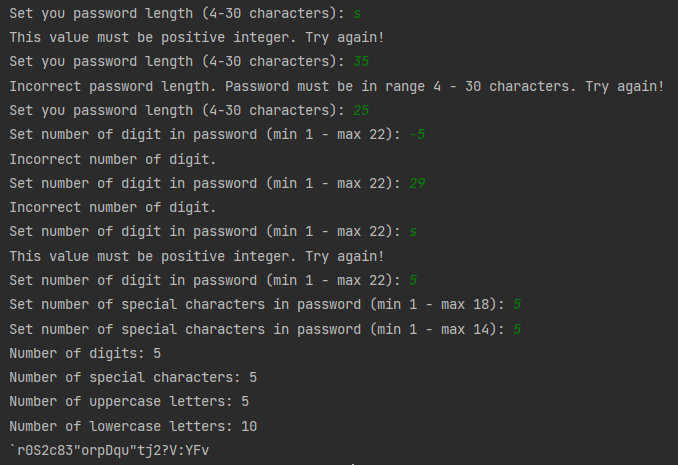 Set you password length (4-30 characters): s
This value must be positive integer. Try again!
Set you password length (4-30 characters): 35
Incorrect password length. Password must be in range 4 - 30 characters. Try again!
Set you password length (4-30 characters): 25
Set number of digit in password (min 1 - max 22): -5
Incorrect number of digit.
Set number of digit in password (min 1 - max 22): 29
Incorrect number of digit.
Set number of digit in password (min 1 - max 22): s
This value must be positive integer. Try again!
Set number of digit in password (min 1 - max 22): 5
Set number of special characters in password (min 1 - max 18): 5
Set number of special characters in password (min 1 - max 14): 5
Number of digits: 5
Number of special characters: 5
Number of uppercase letters: 5
Number of lowercase letters: 10
`r0S2c83"orpDqu"tj2?V:YFv